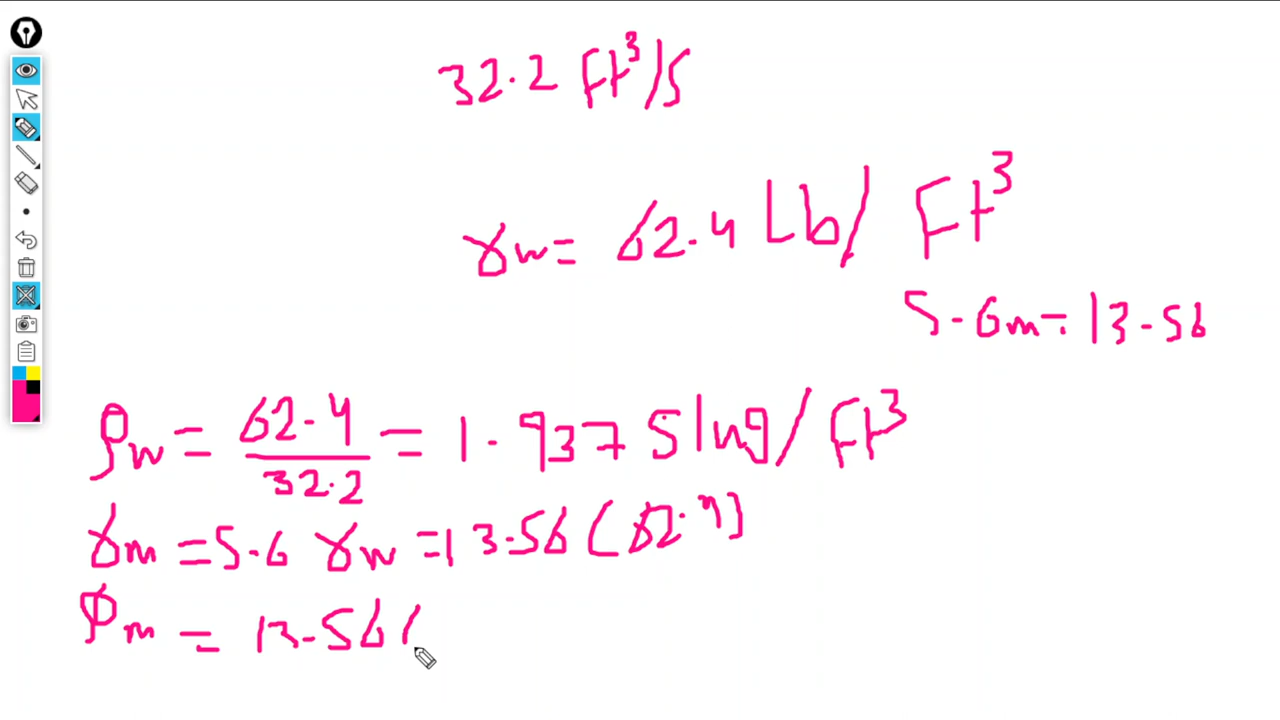 32.2 Ft³/s
γw = 62.4 Lb/Ft³
S.Gm = 13.56
ρw = 62.4/32.2 = 1.937 Slug/Ft³
γm = S.G γw = 13.56 (62.4)
ρm = 13.56 (